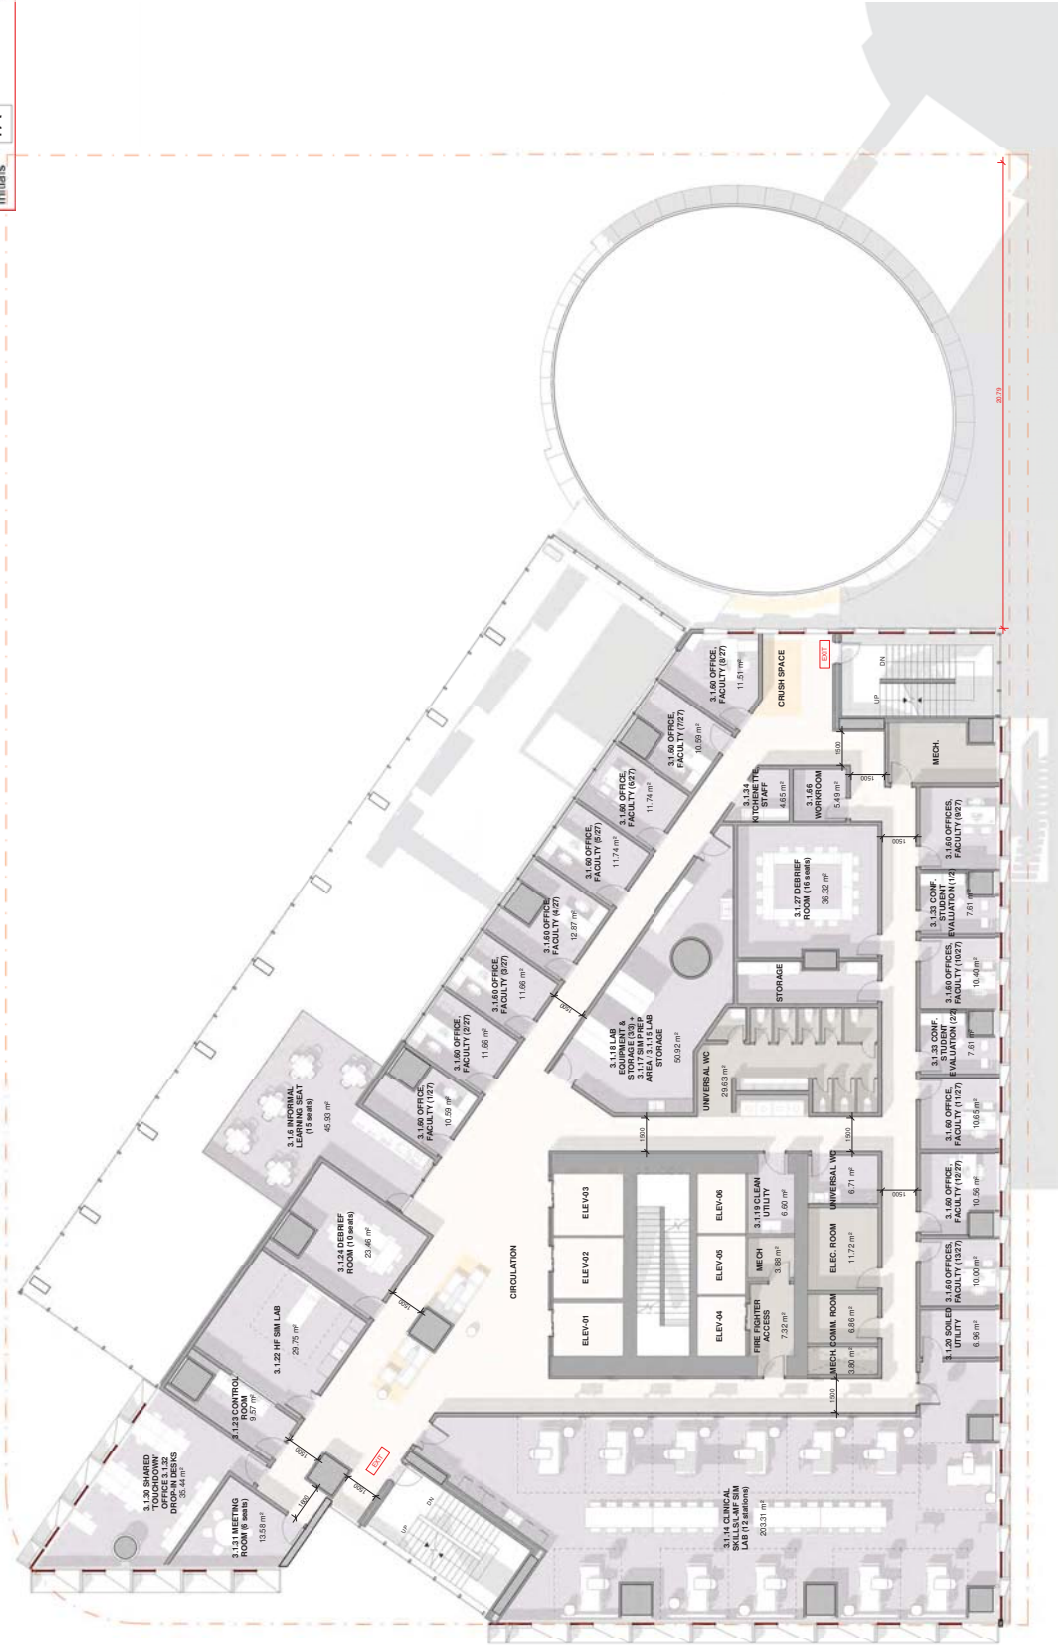 Initials
3.1.30 SHARED
'TOUCHDOWN'
OFFICE 3.1.32
DROP-IN DESKS
35.44 m²
3.1.31 MEETING
ROOM (6 seats)
13.58 m²
3.1.23 CONTROL
ROOM
9.57 m²
3.1.22 HF SIM LAB
29.75 m²
3.1.24 DEBRIEF
ROOM (10 seats)
23.46 m²
3.1.6 INFORMAL
LEARNING SEAT
(15 seats)
45.93 m²
3.1.60 OFFICE,
FACULTY (1/27)
10.59 m²
3.1.60 OFFICE,
FACULTY (2/27)
11.66 m²
3.1.60 OFFICE,
FACULTY (3/27)
11.66 m²
3.1.60 OFFICE,
FACULTY (4/27)
12.87 m²
3.1.60 OFFICE,
FACULTY (5/27)
11.74 m²
3.1.60 OFFICE,
FACULTY (6/27)
11.74 m²
3.1.60 OFFICE,
FACULTY (7/27)
10.59 m²
3.1.60 OFFICE,
FACULTY (8/27)
11.51 m²
CRUSH SPACE
EXIT
UP
DN
MECH.
1500
1500
1500
1500
1500
1500
1500
1500
1500
1500
1500
1500
20.79
3.1.34
KITCHENETTE,
STAFF
4.65 m²
3.1.66
WORKROOM
5.49 m²
3.1.27 DEBRIEF
ROOM (16 seats)
36.32 m²
STORAGE
3.1.18 LAB
EQUIPMENT &
STORAGE (3/3) +
3.1.17 SIM PREP
AREA / 3.1.15 LAB
STORAGE
50.92 m²
UNIVERSAL WC
29.63 m²
CIRCULATION
ELEV-03
ELEV-02
ELEV-01
ELEV-06
ELEV-05
ELEV-04
3.1.19 CLEAN
UTILITY
6.60 m²
MECH
3.68 m²
FIRE FIGHTER
ACCESS
7.32 m²
UNIVERSAL WC
6.71 m²
ELEC. ROOM
11.72 m²
COMM. ROOM
6.86 m²
MECH.
3.80 m²
3.1.60 OFFICES,
FACULTY (9/27)
3.1.33 CONF.
STUDENT
EVALUATION (1/2)
7.61 m²
3.1.60 OFFICES,
FACULTY (10/27)
10.40 m²
3.1.33 CONF.
STUDENT
EVALUATION (2/2)
7.61 m²
3.1.60 OFFICE,
FACULTY (11/27)
10.65 m²
3.1.60 OFFICE,
FACULTY (12/27)
10.56 m²
3.1.60 OFFICES,
FACULTY (13/27)
10.00 m²
3.1.20 SOILED
UTILITY
6.96 m²
3.1.14 CLINICAL
SKILLS/L-MF SIM
LAB (12 stations)
203.31 m²
EXIT
DN
UP